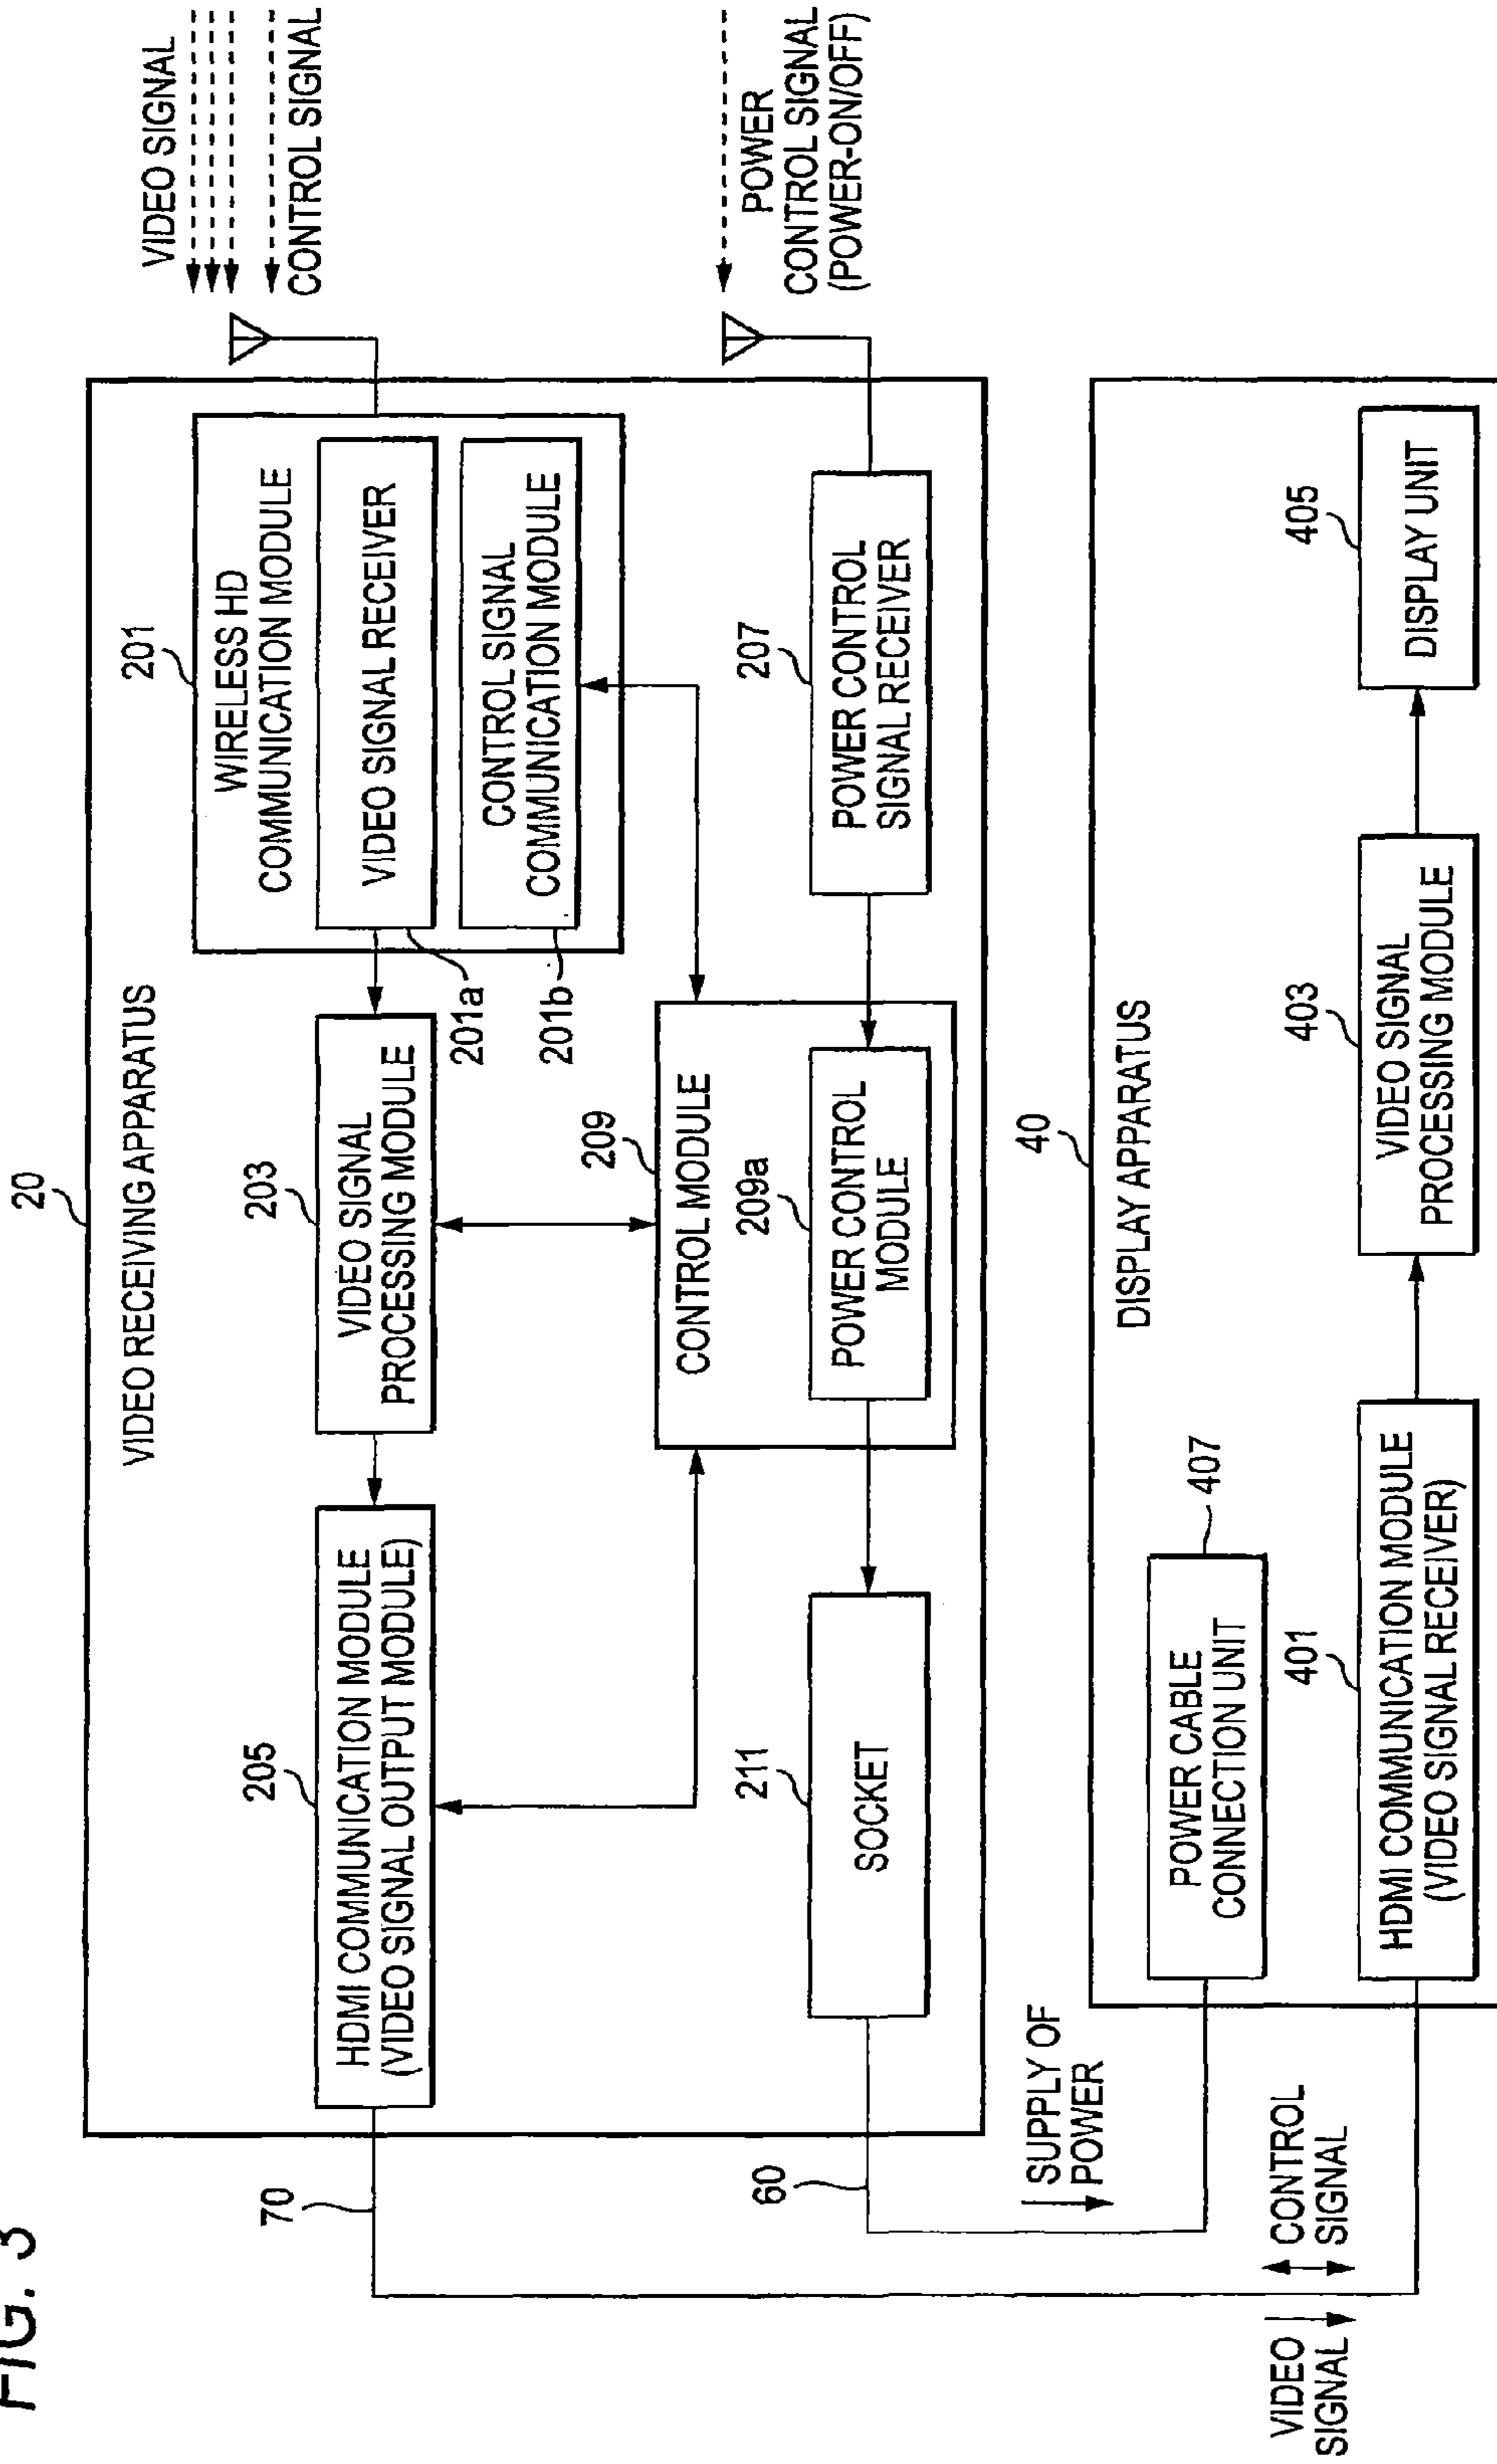 FIG. 3
20
VIDEO RECEIVING APPARATUS
70
205
HDMI COMMUNICATION MODULE
(VIDEO SIGNAL OUTPUT MODULE)
203
VIDEO SIGNAL
PROCESSING MODULE
201
WIRELESS HD
COMMUNICATION MODULE
VIDEO SIGNAL RECEIVER
201a
CONTROL SIGNAL
COMMUNICATION MODULE
201b
VIDEO SIGNAL
CONTROL SIGNAL
209
CONTROL MODULE
209a
POWER CONTROL
MODULE
207
POWER CONTROL
SIGNAL RECEIVER
POWER
CONTROL SIGNAL
(POWER-ON/OFF)
211
SOCKET
60
SUPPLY OF
POWER
40
DISPLAY APPARATUS
407
POWER CABLE
CONNECTION UNIT
401
HDMI COMMUNICATION MODULE
(VIDEO SIGNAL RECEIVER)
403
VIDEO SIGNAL
PROCESSING MODULE
405
DISPLAY UNIT
VIDEO
SIGNAL
CONTROL
SIGNAL